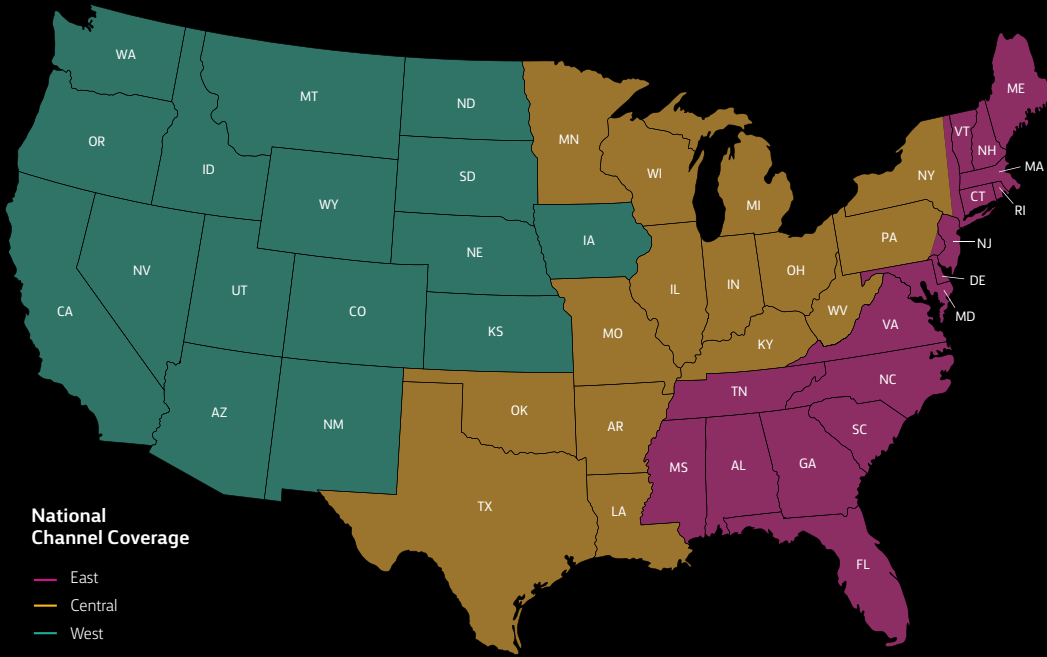 WA
MT
ND
MN
ME
VT
NH
OR
ID
SD
WI
NY
MA
CT
RI
WY
MI
NE
IA
PA
NJ
NV
UT
CO
IL
IN
OH
DE
CA
KS
MO
WV
MD
VA
KY
AZ
NM
OK
AR
TN
NC
SC
TX
LA
MS
AL
GA
FL
National
Channel Coverage
East
Central
West